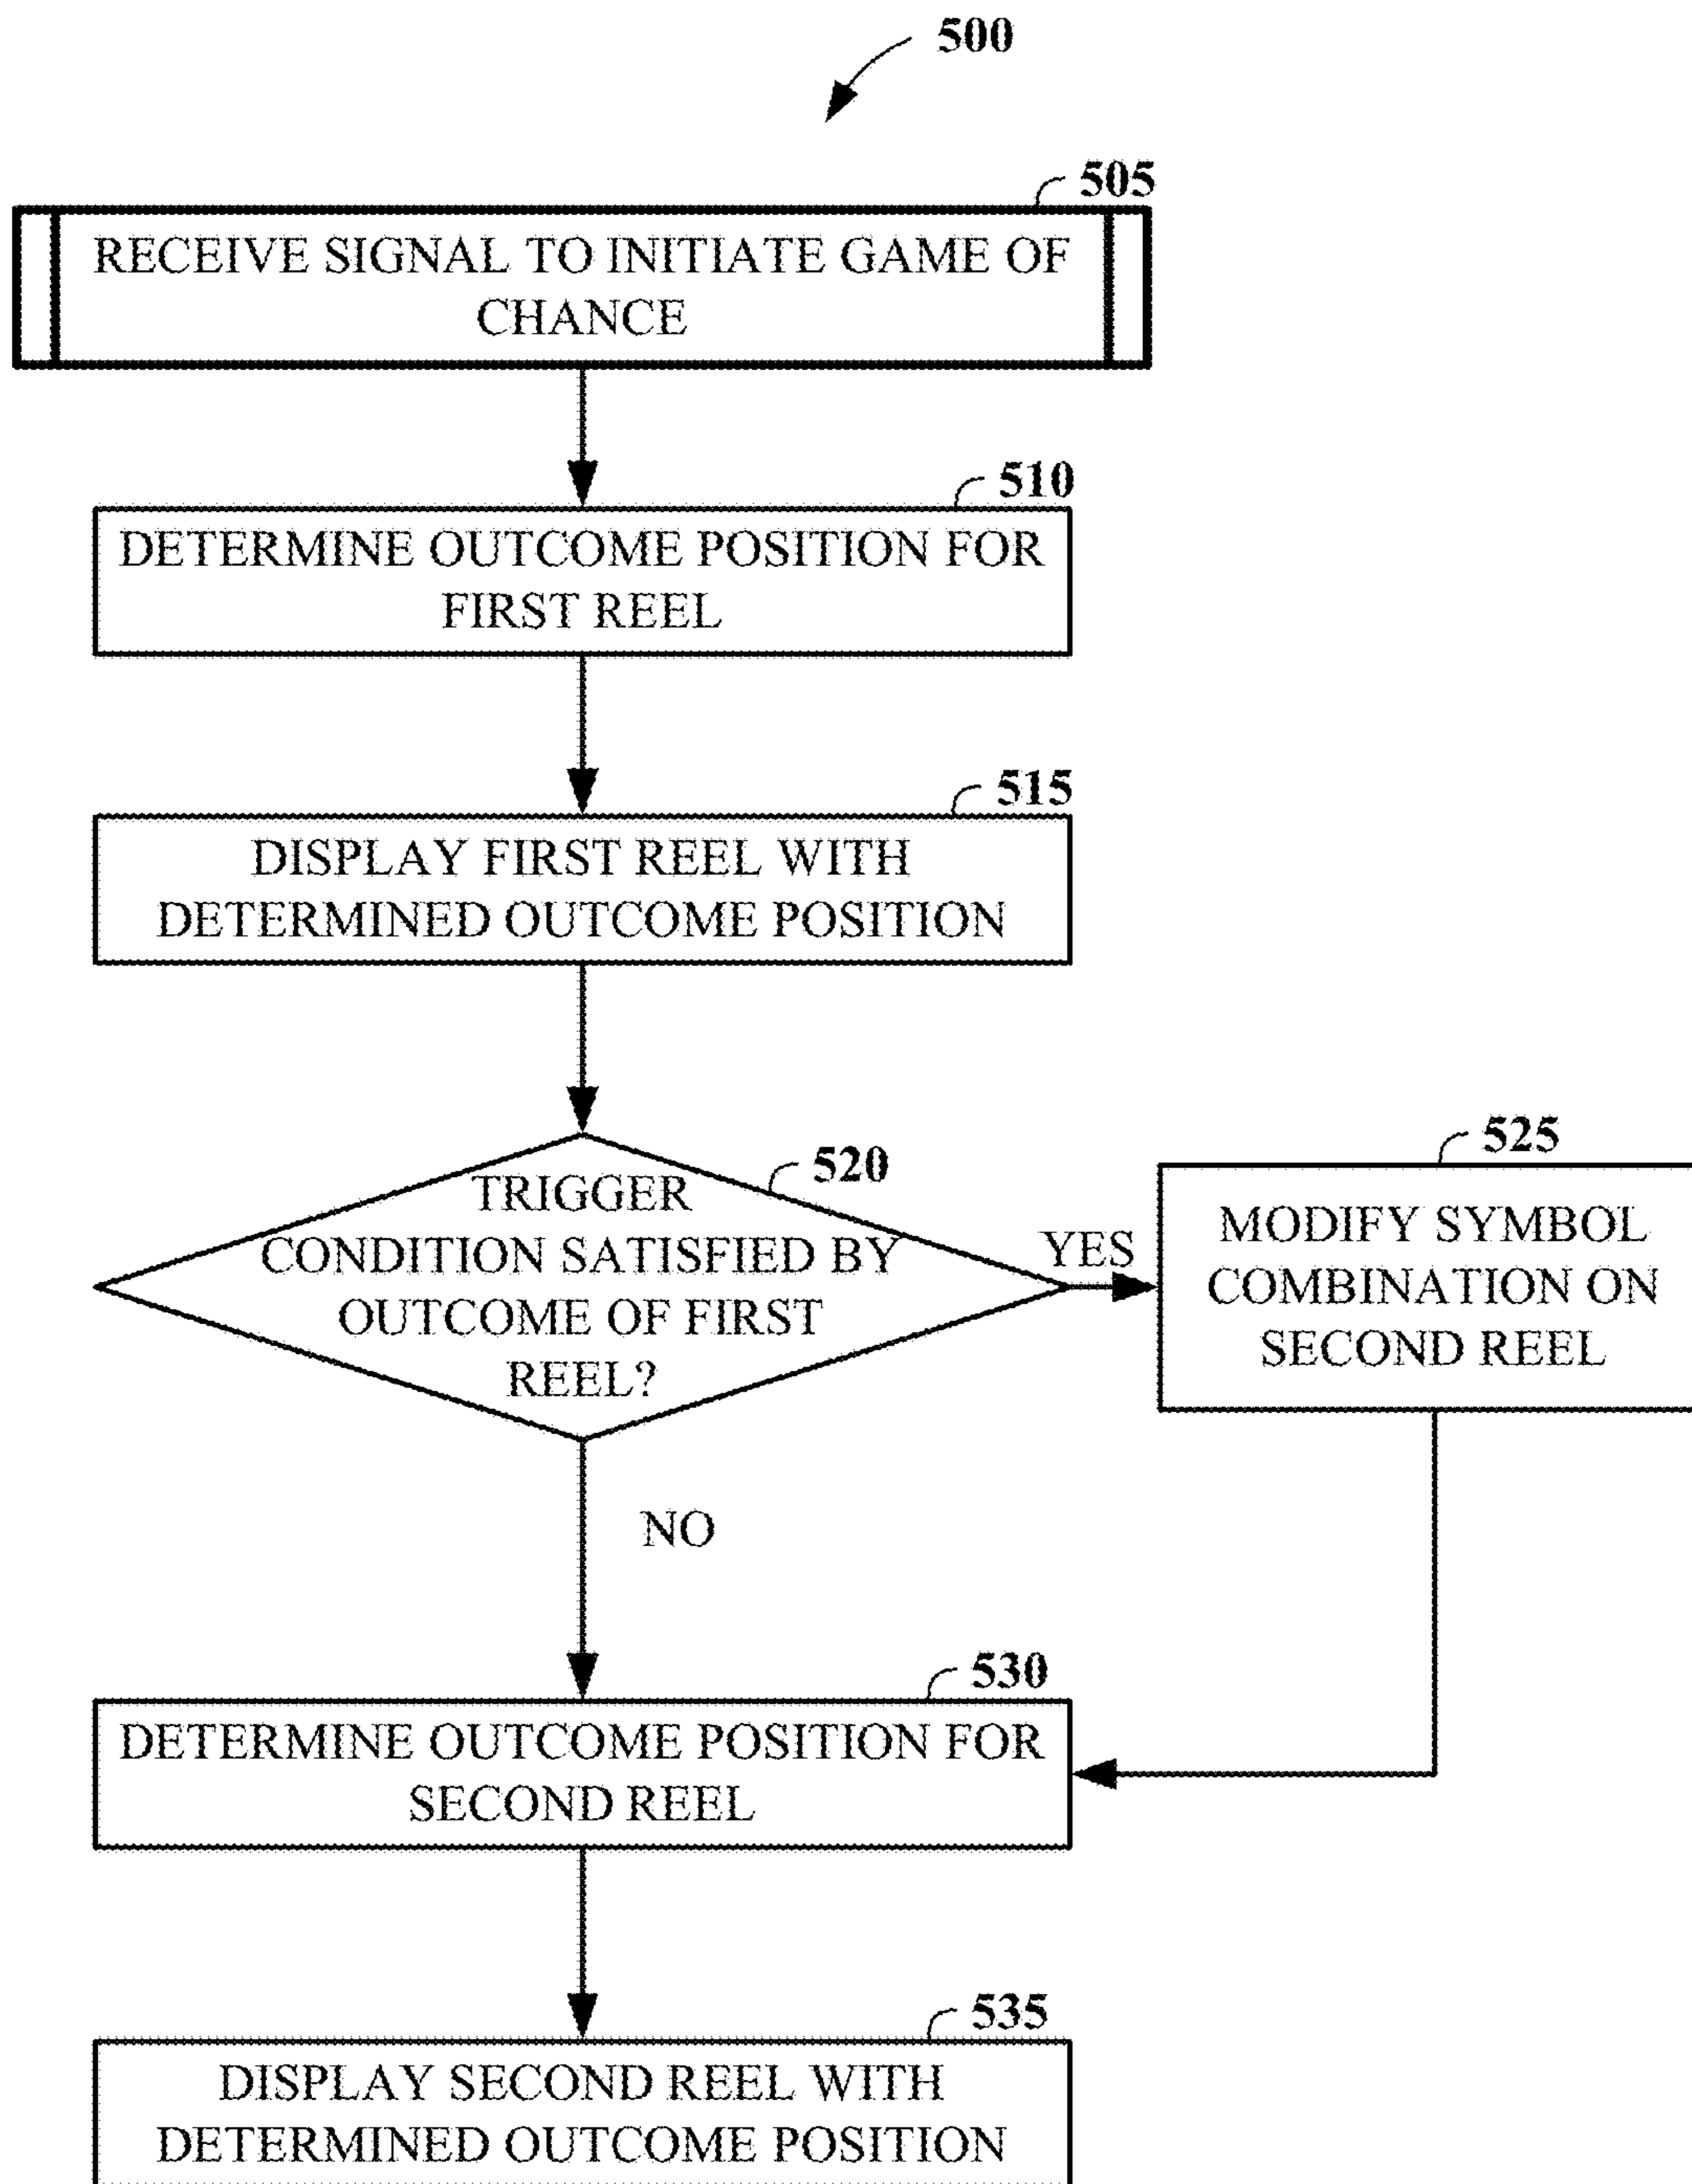 500
505
RECEIVE SIGNAL TO INITIATE GAME OF
CHANCE
510
DETERMINE OUTCOME POSITION FOR
FIRST REEL
515
DISPLAY FIRST REEL WITH
DETERMINED OUTCOME POSITION
520
TRIGGER
CONDITION SATISFIED BY
OUTCOME OF FIRST
REEL?
YES
525
MODIFY SYMBOL
COMBINATION ON
SECOND REEL
NO
530
DETERMINE OUTCOME POSITION FOR
SECOND REEL
535
DISPLAY SECOND REEL WITH
DETERMINED OUTCOME POSITION